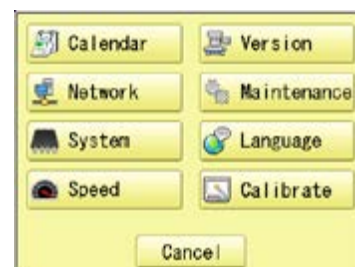 Calendar
Version
Network
Maintenance
System
Language
Speed
Calibrate
Cancel